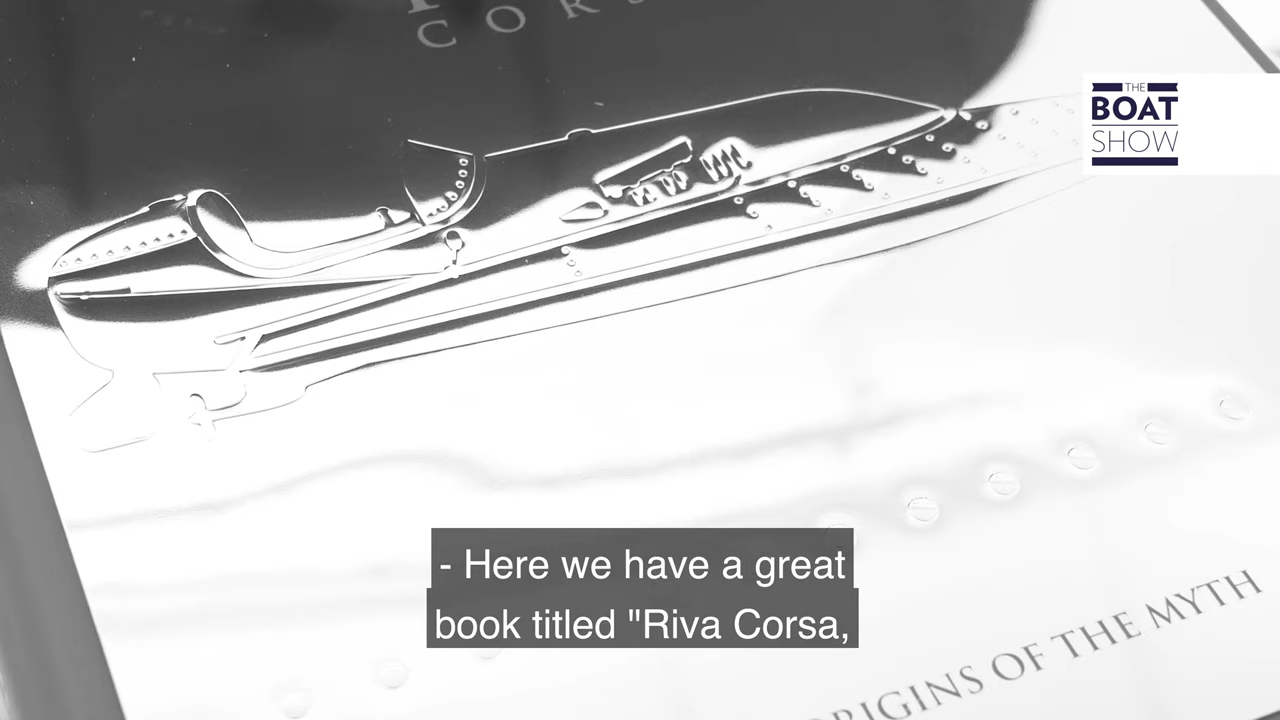 CORS
THE
BOAT
SHOW
- Here we have a great
book titled "Riva Corsa,
ORIGINS OF THE MYTH